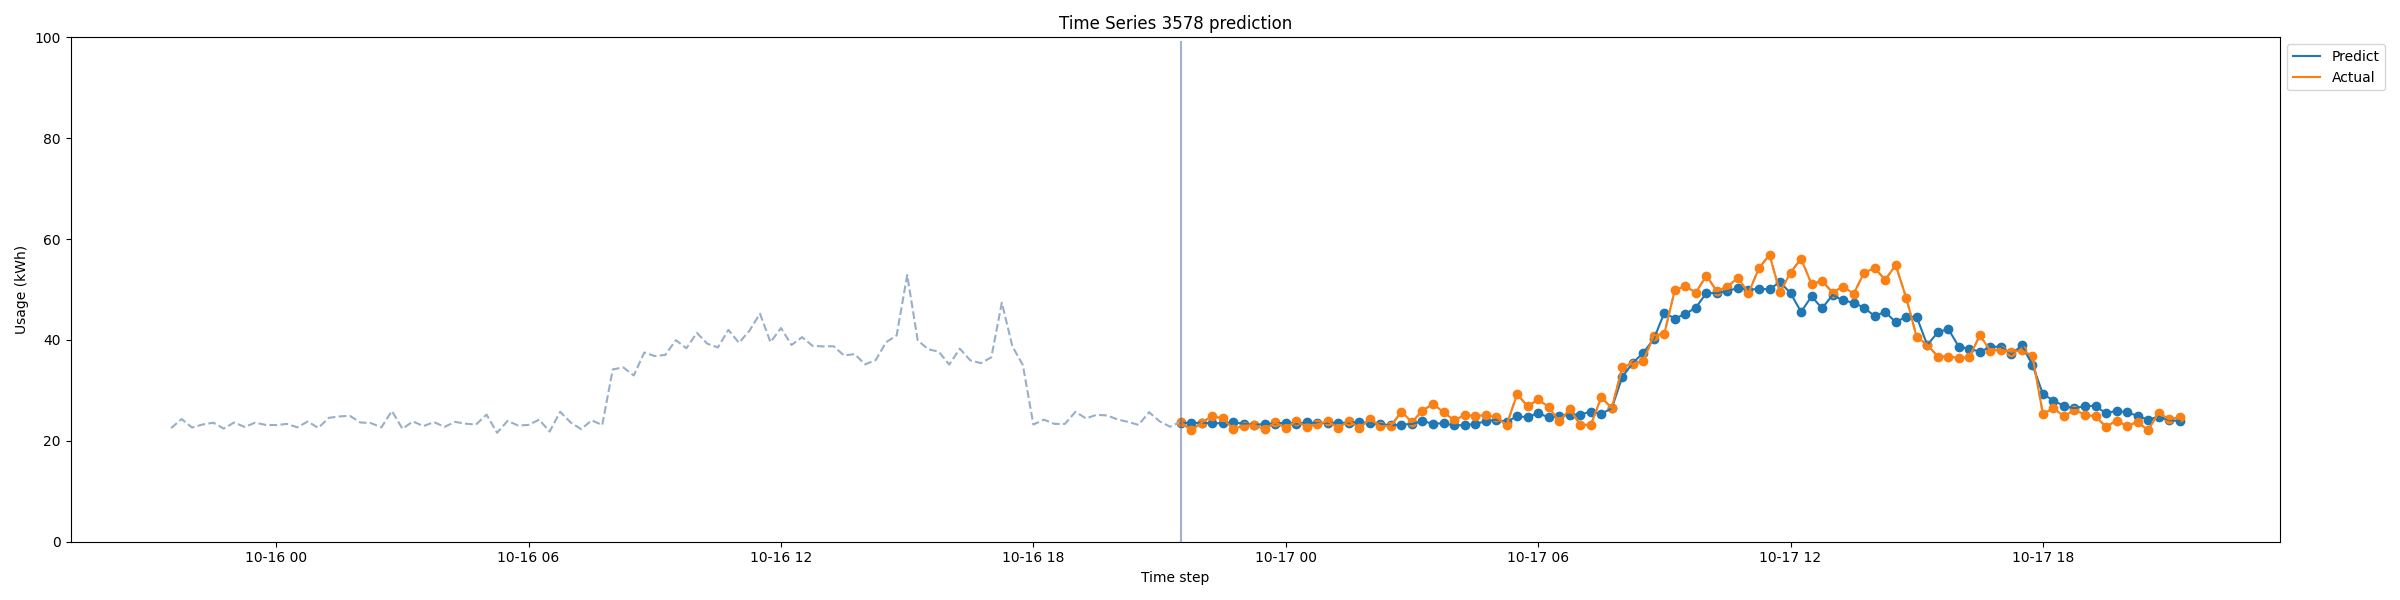 Time Series 3578 prediction
100
80
60
40
20
0
Usage (kWh)
10-16 00
10-16 06
10-16 12
10-16 18
10-17 00
10-17 06
10-17 12
10-17 18
Time step
Predict
Actual